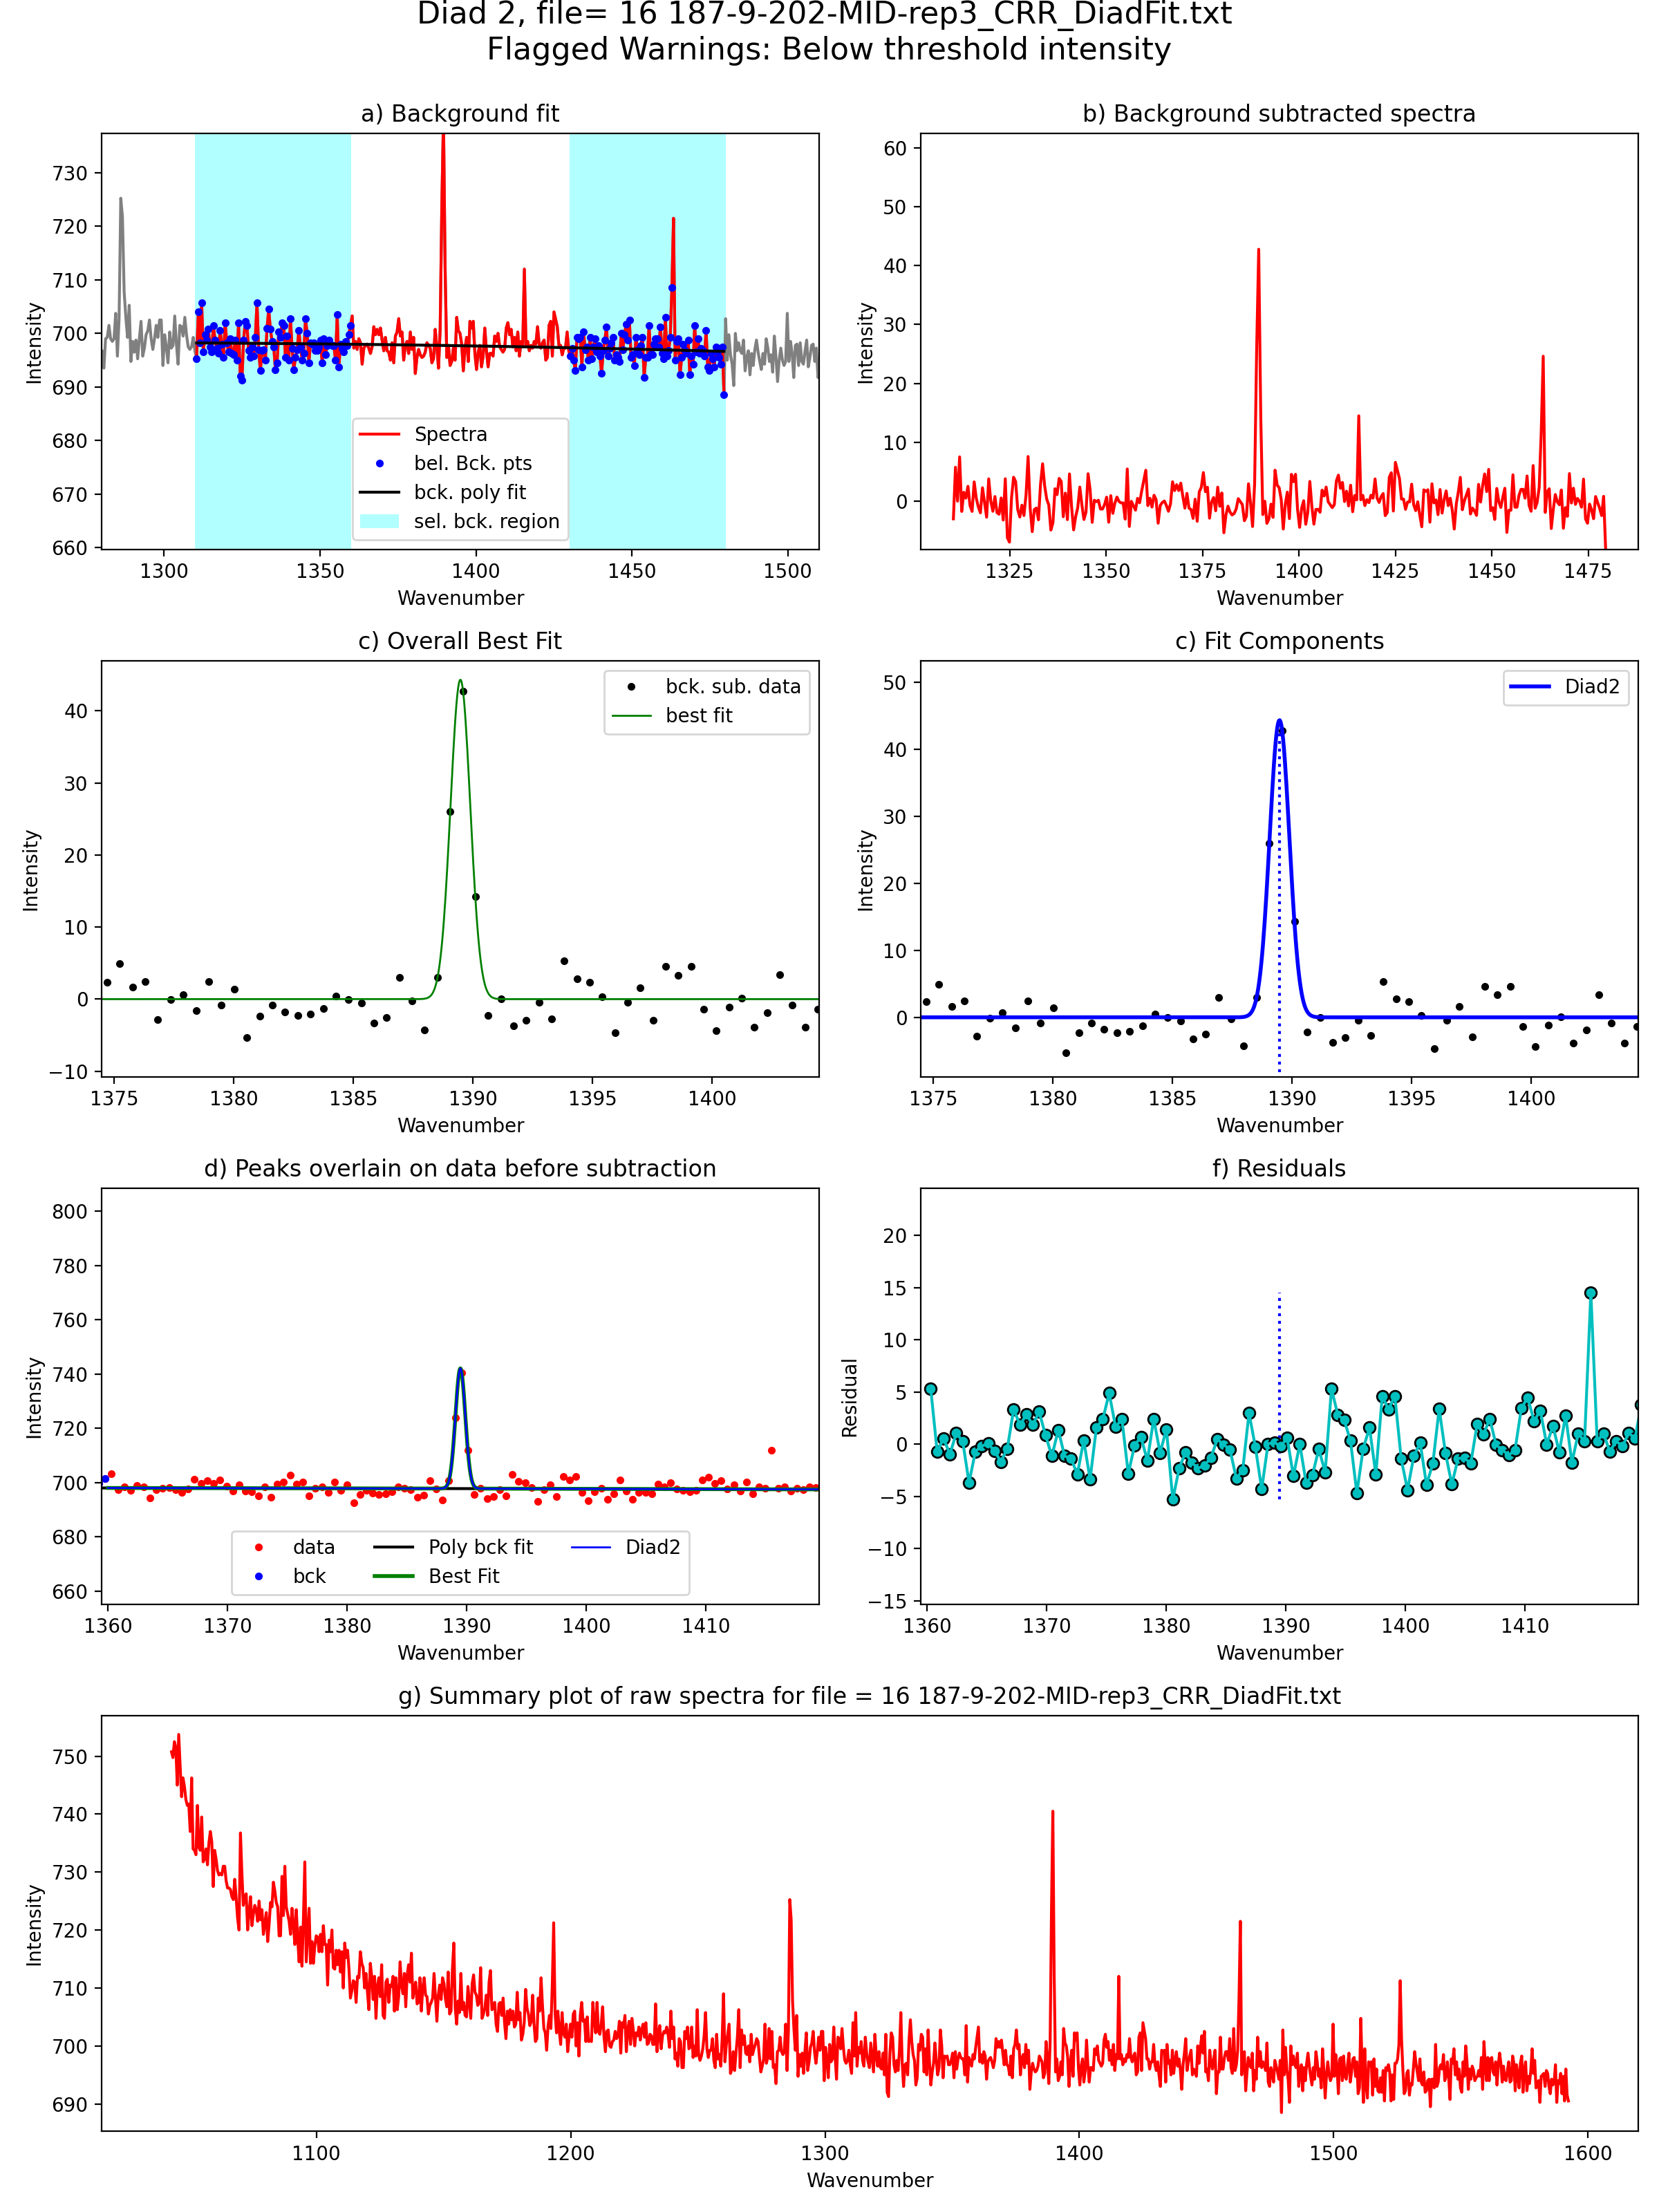 Diad 2, file= 16 187-9-202-MID-rep3_CRR_DiadFit.txt
Flagged Warnings: Below threshold intensity
a) Background fit
730
720
710
700
690
680
670
660
Intensity
Spectra
bel. Bck. pts
bck. poly fit
sel. bck. region
1300 1350 1400 1450 1500
Wavenumber
b) Background subtracted spectra
60
50
40
30
20
10
0
Intensity
1325 1350 1375 1400 1425 1450 1475
Wavenumber
c) Overall Best Fit
40
30
20
10
0
−10
Intensity
bck. sub. data
best fit
1375 1380 1385 1390 1395 1400
Wavenumber
c) Fit Components
50
40
30
20
10
0
Intensity
Diad2
1375 1380 1385 1390 1395 1400
Wavenumber
d) Peaks overlain on data before subtraction
800
780
760
740
720
700
680
660
Intensity
data
bck
Poly bck fit
Best Fit
Diad2
1360 1370 1380 1390 1400 1410
Wavenumber
f) Residuals
20
15
10
5
0
−5
−10
−15
Residual
1360 1370 1380 1390 1400 1410
Wavenumber
g) Summary plot of raw spectra for file = 16 187-9-202-MID-rep3_CRR_DiadFit.txt
750
740
730
720
710
700
690
Intensity
1100 1200 1300 1400 1500 1600
Wavenumber